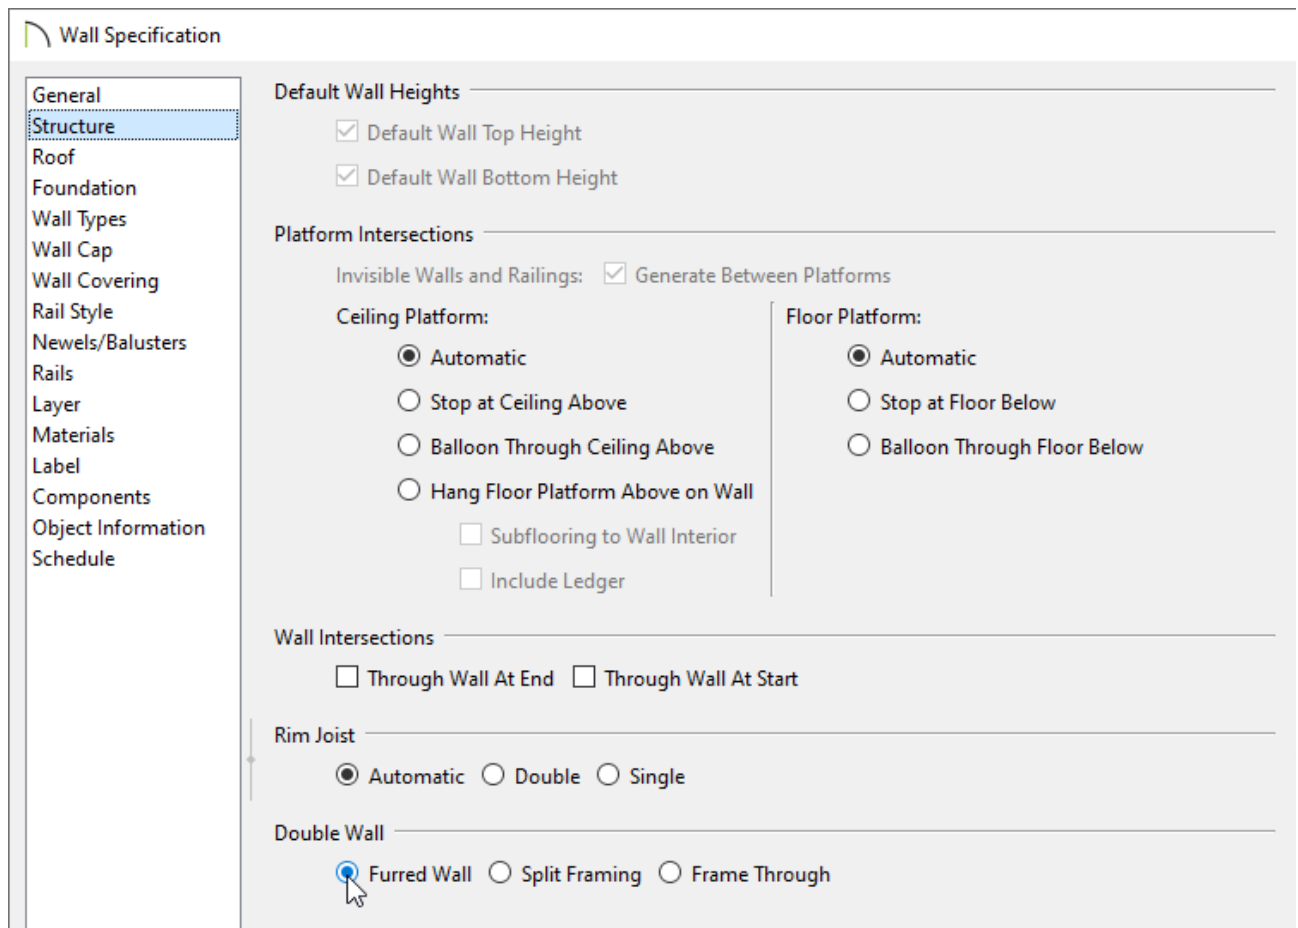 Wall Specification
General
Structure
Roof
Foundation
Wall Types
Wall Cap
Wall Covering
Rail Style
Newels/Balusters
Rails
Layer
Materials
Label
Components
Object Information
Schedule
Default Wall Heights
Default Wall Top Height
Default Wall Bottom Height
Platform Intersections
Invisible Walls and Railings: Generate Between Platforms
Ceiling Platform:
Automatic
Stop at Ceiling Above
Balloon Through Ceiling Above
Hang Floor Platform Above on Wall
Subflooring to Wall Interior
Include Ledger
Floor Platform:
Automatic
Stop at Floor Below
Balloon Through Floor Below
Wall Intersections
Through Wall At End Through Wall At Start
Rim Joist
Automatic Double Single
Double Wall
Furred Wall Split Framing Frame Through